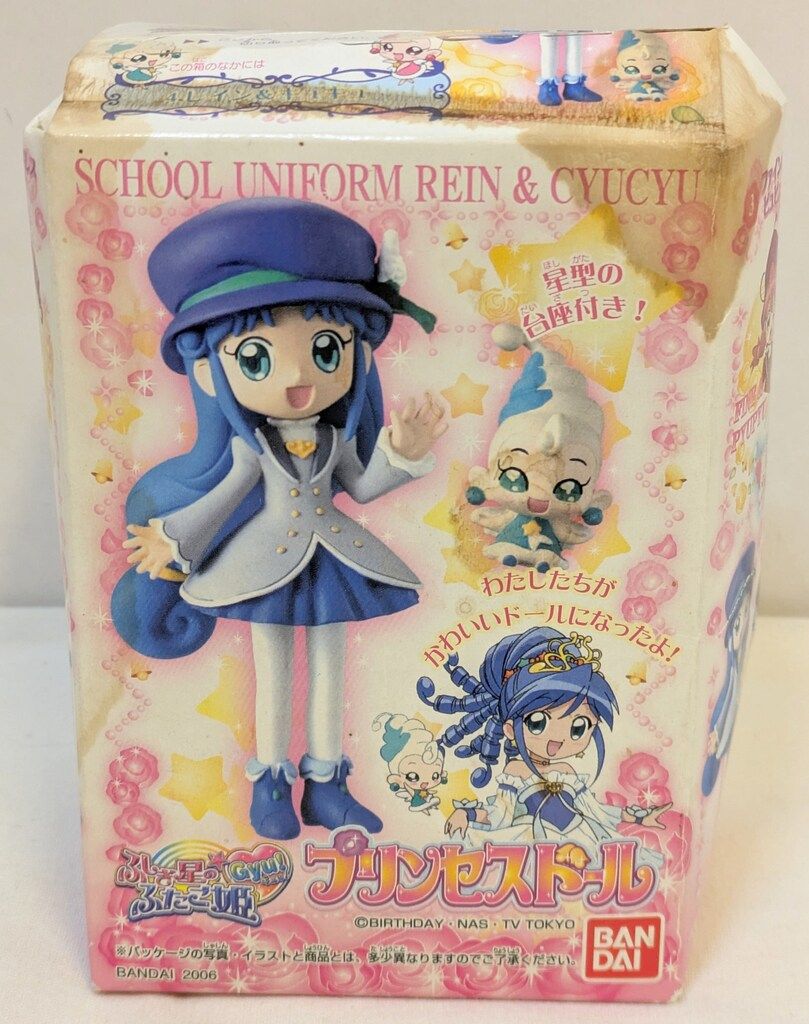 この箱のなかには
SCHOOL UNIFORM REIN & CYUCYU
星型の
台座付き!
わたしたちが
かわいいドールになったよ!
ふしぎ星の
ふたご姫
Gyu!
プリンセスドール
©BIRTHDAY・NAS・TV TOKYO
※パッケージの写真・イラストと商品とは、多少異なりますのでご了承ください。
BANDAI 2006
BAN
DAI